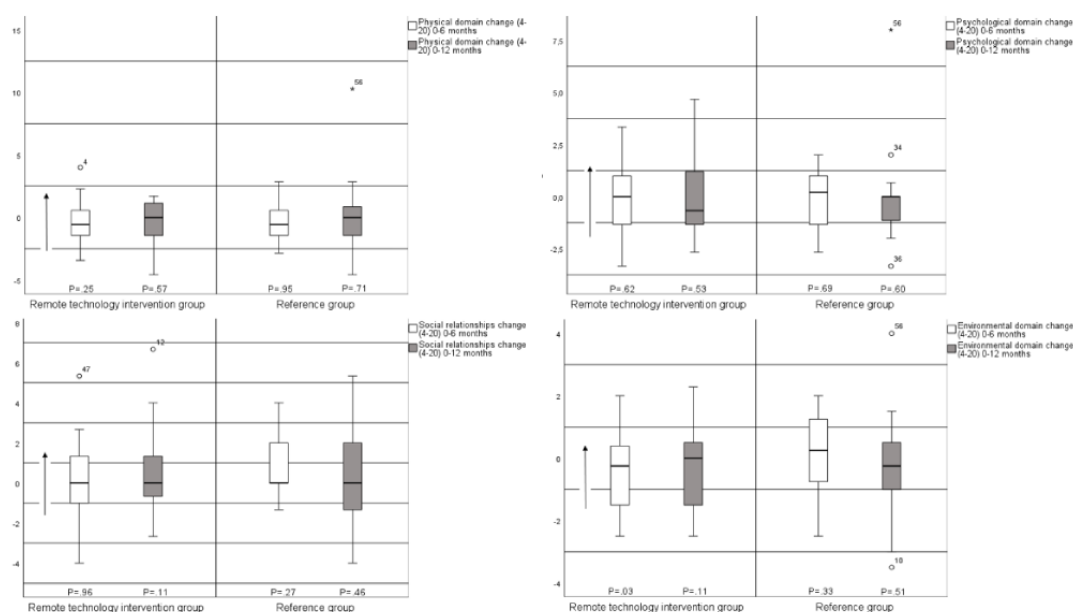 Physical domain change (4-
20) 0-6 months
Physical domain change (4-
20) 0-12 months
15
10
5
0
-5
4
56
P=.25 P=.57 P=.95 P=.71
Remote technology intervention group Reference group
Psychological domain change
(4-20) 0-6 months
Psychological domain change
(4-20) 0-12 months
7,5
5,0
2,5
0,0
-2,5
56
34
36
P=.62 P=.53 P=.69 P=.60
Remote technology intervention group Reference group
Social relationships change
(4-20) 0-6 months
Social relationships change
(4-20) 0-12 months
8
6
4
2
0
-2
-4
47
12
P=.96 P=.11 P=.27 P=.46
Remote technology intervention group Reference group
Environmental domain change
(4-20) 0-6 months
Environmental domain change
(4-20) 0-12 months
4
2
0
-2
-4
56
10
P=.03 P=.11 P=.33 P=.51
Remote technology intervention group Reference group